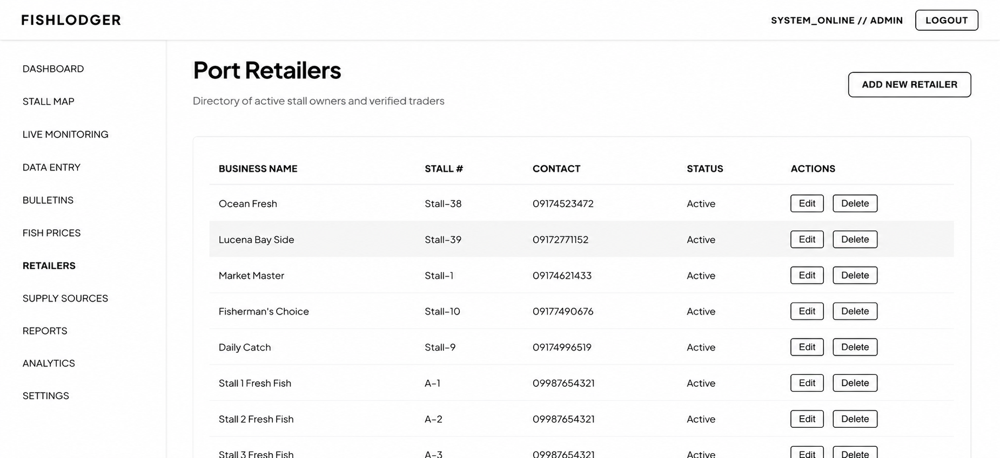 FISHLODGER
SYSTEM_ONLINE // ADMIN LOGOUT
DASHBOARD
STALL MAP
LIVE MONITORING
DATA ENTRY
BULLETINS
FISH PRICES
RETAILERS
SUPPLY SOURCES
REPORTS
ANALYTICS
SETTINGS
Port Retailers
Directory of active stall owners and verified traders
ADD NEW RETAILER
BUSINESS NAME STALL # CONTACT STATUS ACTIONS
Ocean Fresh Stall-38 09174523472 Active Edit Delete
Lucena Bay Side Stall-39 09172771152 Active Edit Delete
Market Master Stall-1 09174621433 Active Edit Delete
Fisherman's Choice Stall-10 09177490676 Active Edit Delete
Daily Catch Stall-9 09174996519 Active Edit Delete
Stall 1 Fresh Fish A-1 09987654321 Active Edit Delete
Stall 2 Fresh Fish A-2 09987654321 Active Edit Delete
Stall 3 Fresh Fish A-3 09987654321 Active Edit Delete